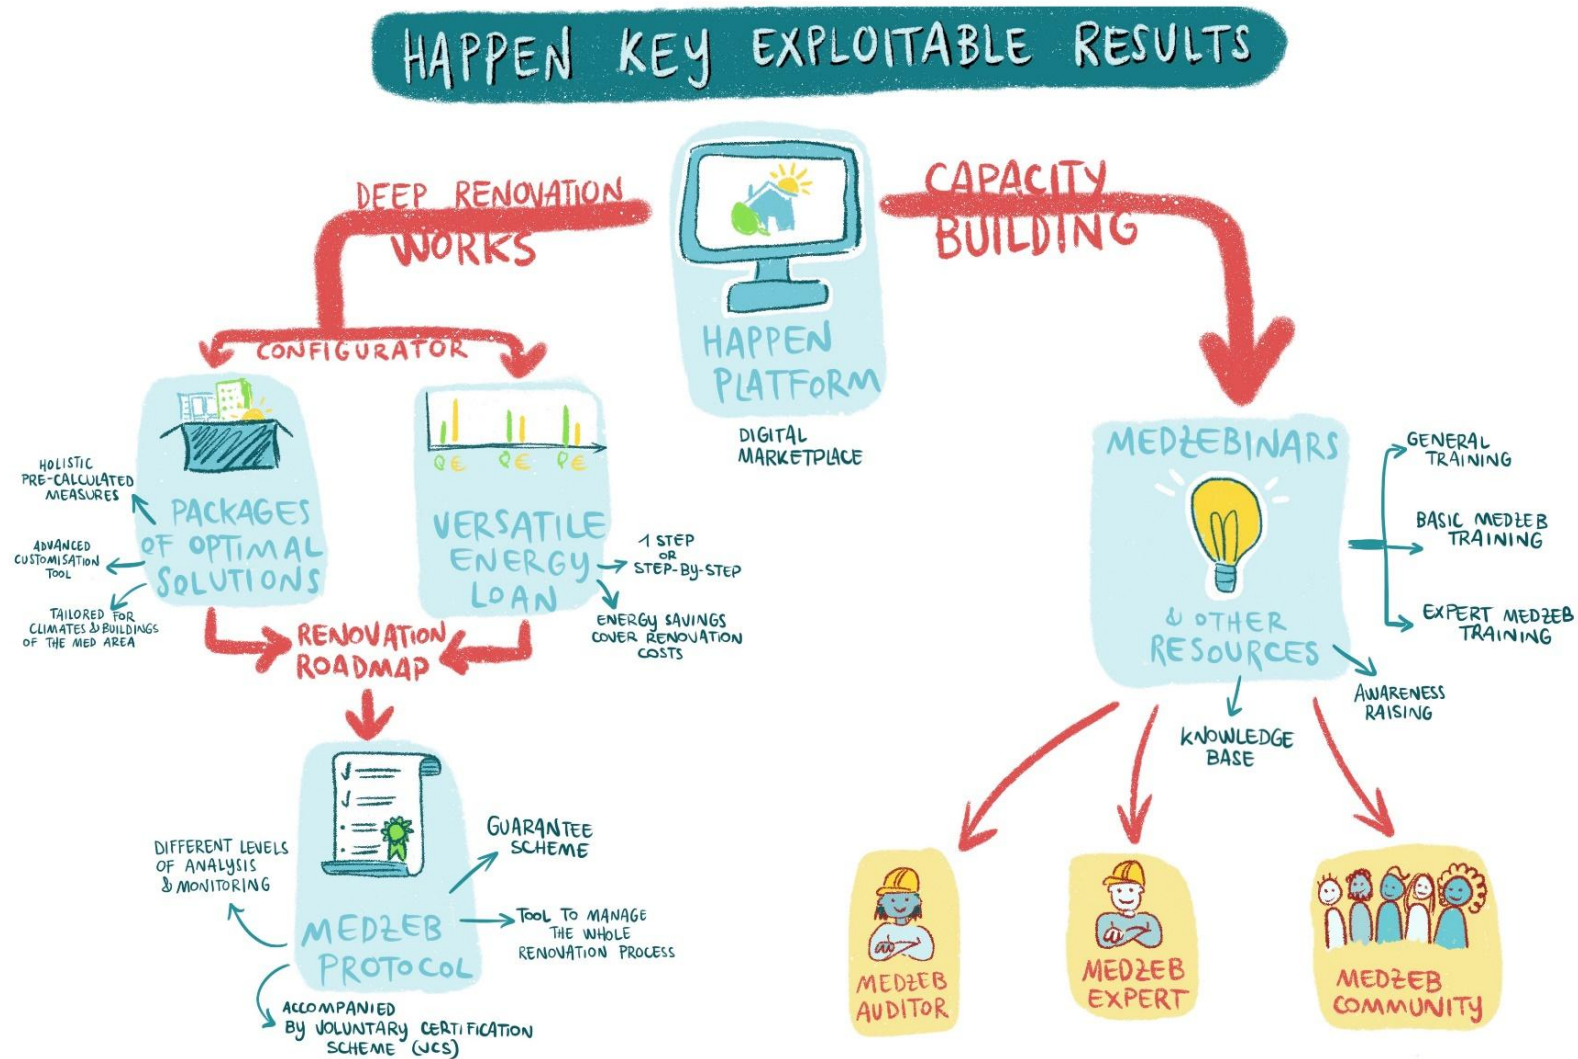 HAPPEN KEY EXPLOITABLE RESULTS
DEEP RENOVATION
WORKS
CAPACITY
BUILDING
HAPPEN
PLATFORM
DIGITAL
MARKETPLACE
CONFIGURATOR
HOLISTIC
PRE-CALCULATED
MEASURES
ADVANCED
CUSTOMISATION
TOOL
TAILORED FOR
CLIMATES & BUILDINGS
OF THE MED AREA
PACKAGES
OF OPTIMAL
SOLUTIONS
VERSATILE
ENERGY
LOAN
1 STEP
OR
STEP-BY-STEP
ENERGY SAVINGS
COVER RENOVATION
COSTS
RENOVATION
ROADMAP
MEDZEB
PROTOCOL
DIFFERENT LEVELS
OF ANALYSIS
& MONITORING
GUARANTEE
SCHEME
TOOL TO MANAGE
THE WHOLE
RENOVATION PROCESS
ACCOMPANIED
BY VOLUNTARY CERTIFICATION
SCHEME (VCS)
MEDZEBINARS
& OTHER
RESOURCES
GENERAL
TRAINING
BASIC MEDZEB
TRAINING
EXPERT MEDZEB
TRAINING
AWARENESS
RAISING
KNOWLEDGE
BASE
MEDZEB
AUDITOR
MEDZEB
EXPERT
MEDZEB
COMMUNITY